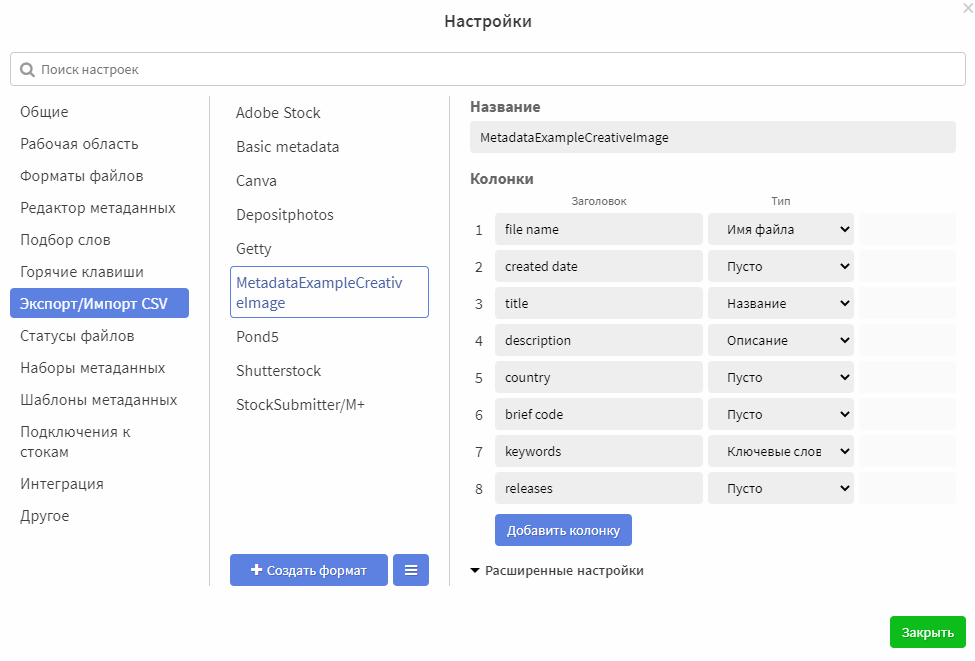 Настройки
Поиск настроек
Общие
Рабочая область
Форматы файлов
Редактор метаданных
Подбор слов
Горячие клавиши
Экспорт/Импорт CSV
Статусы файлов
Наборы метаданных
Шаблоны метаданных
Подключения к
стокам
Интеграция
Другое
Adobe Stock
Basic metadata
Canva
Depositphotos
Getty
MetadataExampleCreativ
eImage
Pond5
Shutterstock
StockSubmitter/M+
+ Создать формат
Название
MetadataExampleCreativeImage
Колонки
Заголовок Тип
1 file name Имя файла
2 created date Пусто
3 title Название
4 description Описание
5 country Пусто
6 brief code Пусто
7 keywords Ключевые слов
8 releases Пусто
Добавить колонку
Расширенные настройки
Закрыть